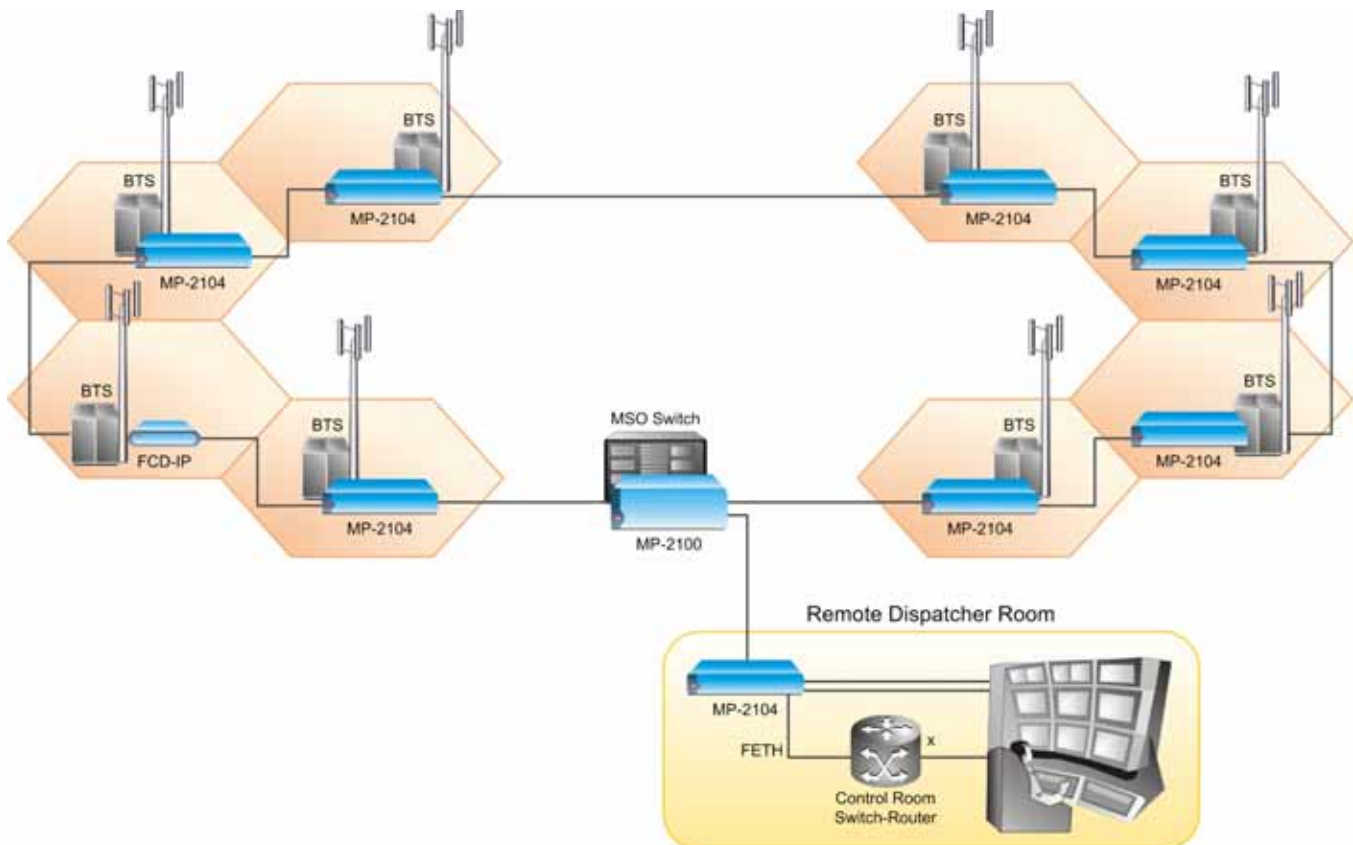 BTS
BTS
BTS
BTS
MP-2104
MP-2104
MP-2104
MP-2104
BTS
BTS
MSO Switch
BTS
BTS
FCD-IP
MP-2104
MP-2104
MP-2100
MP-2104
Remote Dispatcher Room
MP-2104
FETH
x
Control Room
Switch-Router